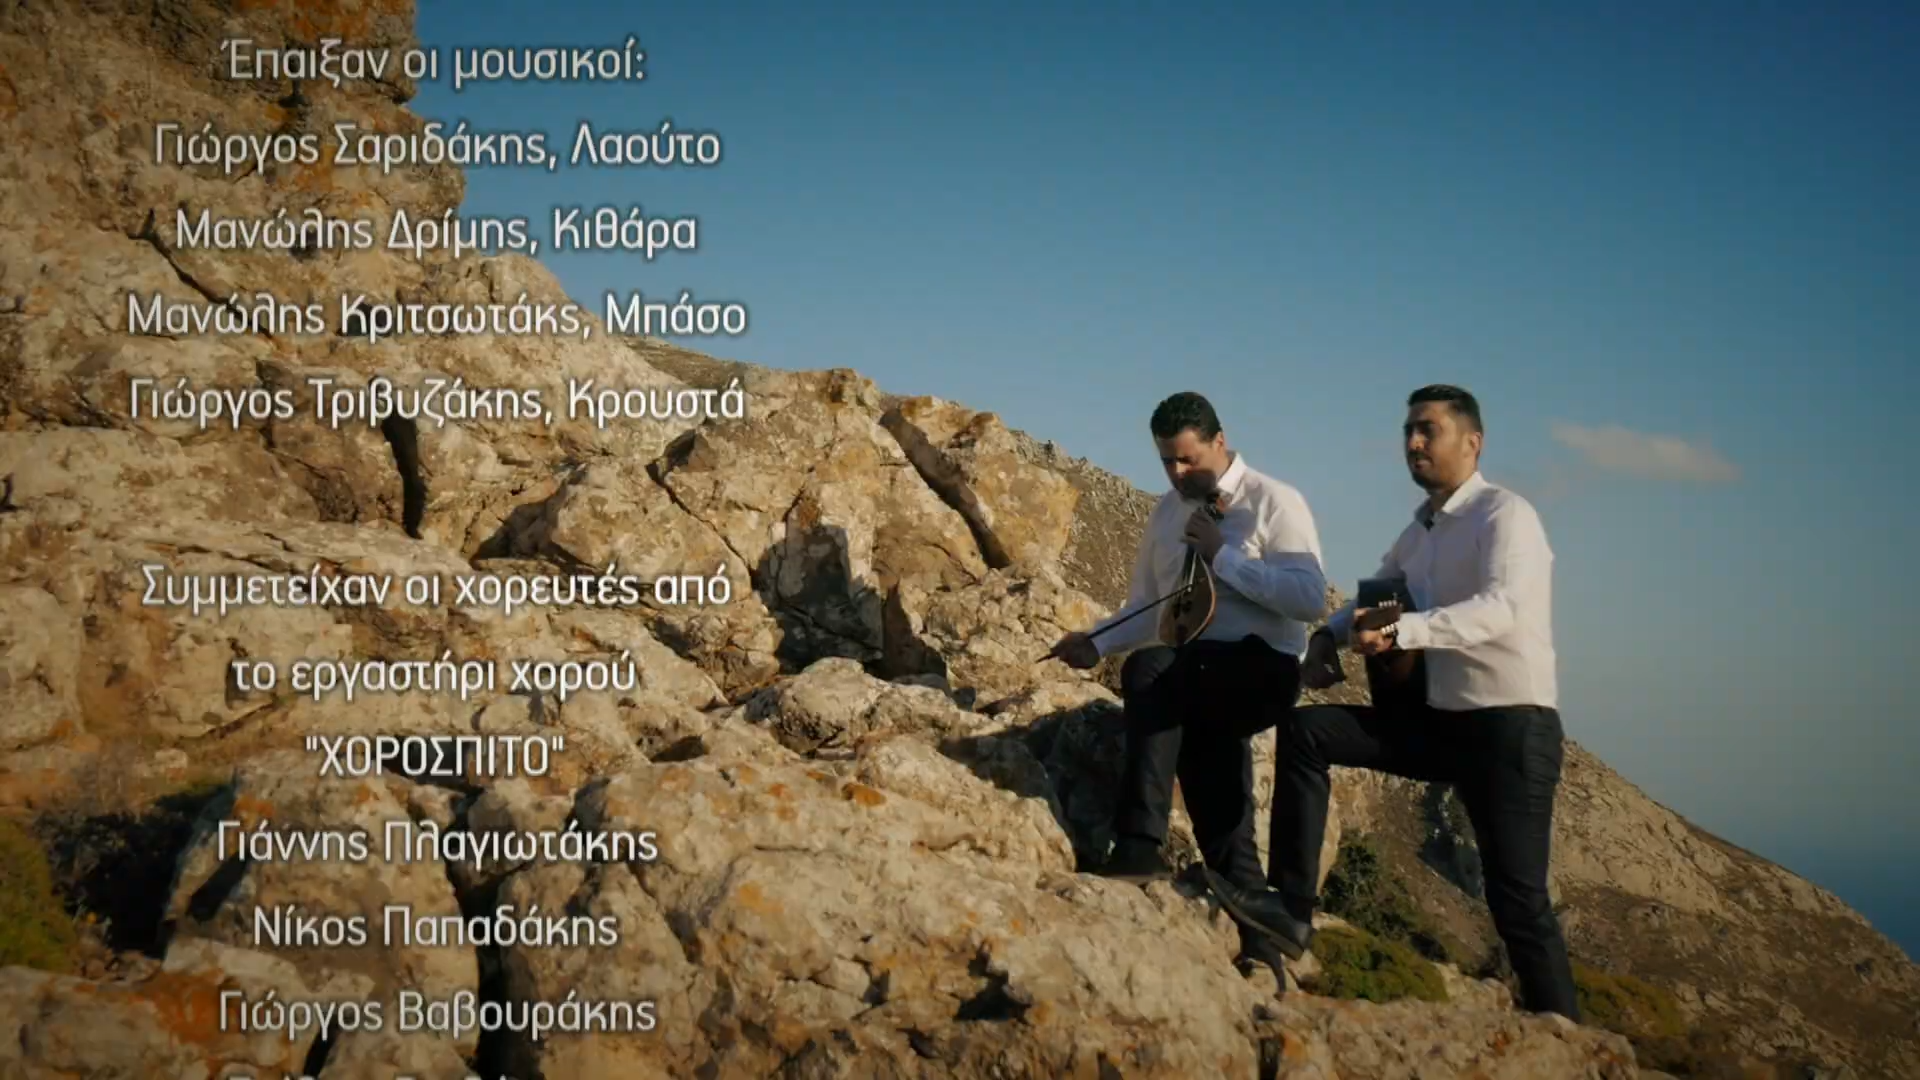 Έπαιξαν οι μουσικοί:
Γιώργος Σαριδάκης, Λαούτο
Μανώλης Δρίμης, Κιθάρα
Μανώλης Κριτσωτάκς, Μπάσο
Γιώργος Τριβυζάκης, Κρουστά
Συμμετείχαν οι χορευτές από
το εργαστήρι χορού
"ΧΟΡΟΣΠΙΤΟ"
Γιάννης Πλαγιωτάκης
Νίκος Παπαδάκης
Γιώργος Βαβουράκης